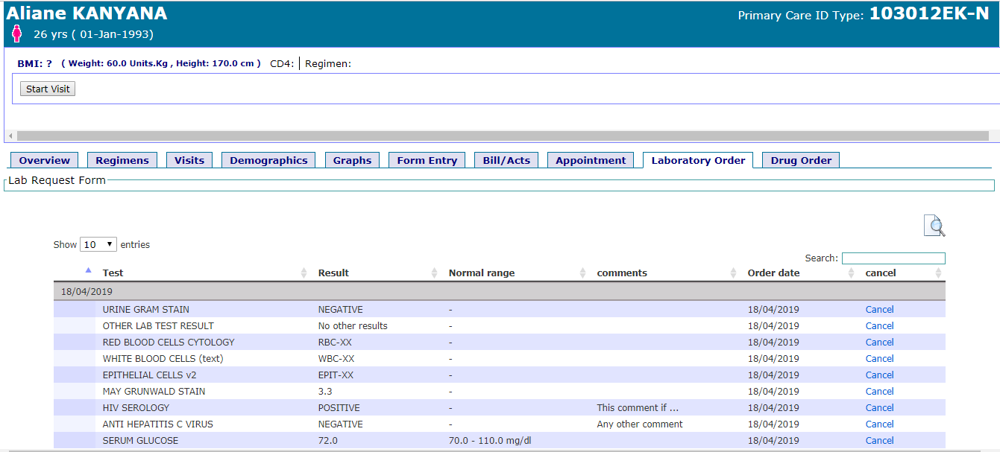 Aliane KANYANA
Primary Care ID Type: 103012EK-N
26 yrs ( 01-Jan-1993)
BMI: ? ( Weight: 60.0 Units.Kg , Height: 170.0 cm ) CD4: Regimen:
Start Visit
Overview Regimens Visits Demographics Graphs Form Entry Bill/Acts Appointment Laboratory Order Drug Order
Lab Request Form
Show 10 entries
Search:
Test Result Normal range comments Order date cancel
18/04/2019
URINE GRAM STAIN NEGATIVE - 18/04/2019 Cancel
OTHER LAB TEST RESULT No other results - 18/04/2019 Cancel
RED BLOOD CELLS CYTOLOGY RBC-XX - 18/04/2019 Cancel
WHITE BLOOD CELLS (text) WBC-XX - 18/04/2019 Cancel
EPITHELIAL CELLS v2 EPIT-XX - 18/04/2019 Cancel
MAY GRUNWALD STAIN 3.3 - 18/04/2019 Cancel
HIV SEROLOGY POSITIVE - This comment if ... 18/04/2019 Cancel
ANTI HEPATITIS C VIRUS NEGATIVE - Any other comment 18/04/2019 Cancel
SERUM GLUCOSE 72.0 70.0 - 110.0 mg/dl 18/04/2019 Cancel